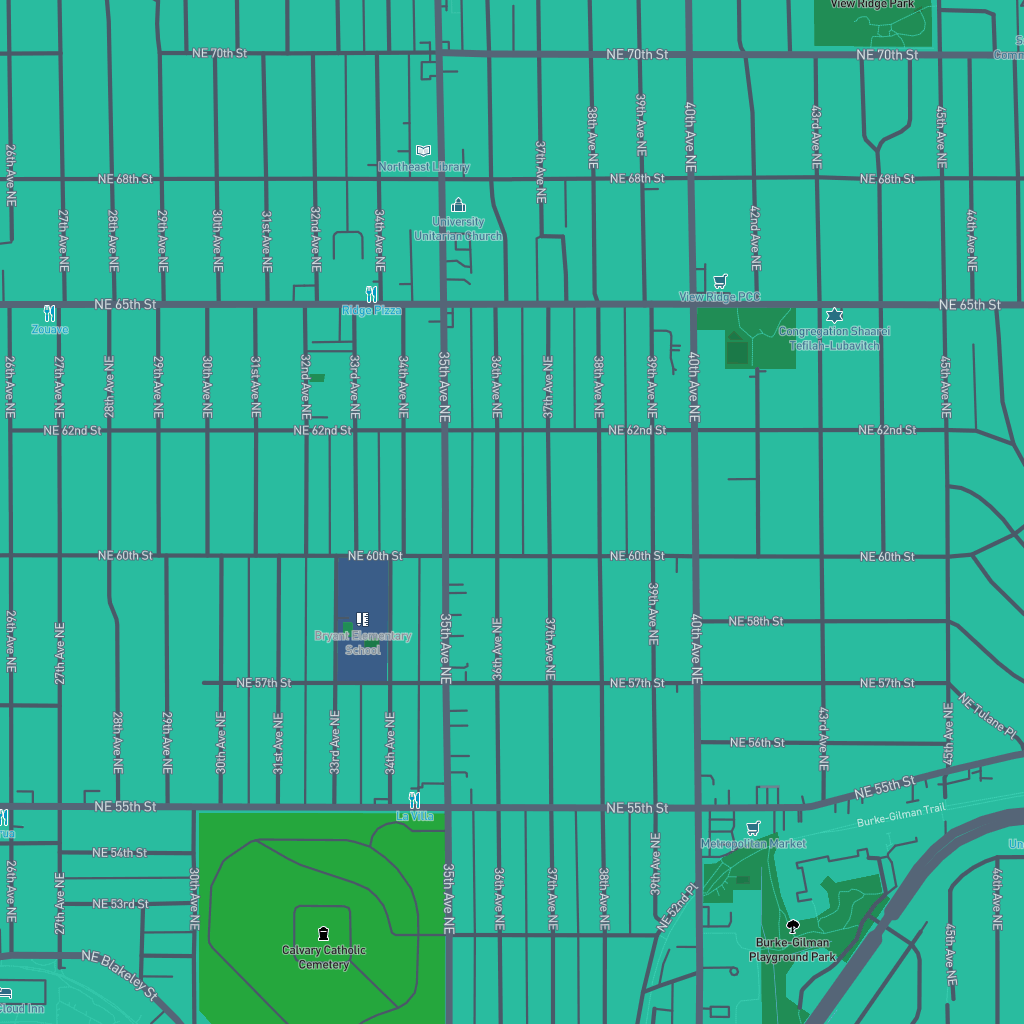 View Ridge Park
NE 70th St
NE 70th St
NE 70th St
26th Ave NE
38th Ave NE
39th Ave NE
40th Ave NE
43rd Ave NE
45th Ave NE
37th Ave NE
Northeast Library
NE 68th St
NE 68th St
NE 68th St
27th Ave NE
28th Ave NE
29th Ave NE
30th Ave NE
31st Ave NE
32nd Ave NE
34th Ave NE
University
Unitarian Church
42nd Ave NE
46th Ave NE
View Ridge PCC
NE 65th St
NE 65th St
NE 65th St
Zouave
Ridge Pizza
Congregation Shaarei
Tefilah-Lubavitch
26th Ave NE
27th Ave NE
28th Ave NE
29th Ave NE
30th Ave NE
31st Ave NE
32nd Ave NE
33rd Ave NE
34th Ave NE
35th Ave NE
36th Ave NE
37th Ave NE
38th Ave NE
39th Ave NE
40th Ave NE
45th Ave NE
NE 62nd St
NE 62nd St
NE 62nd St
NE 62nd St
NE 60th St
NE 60th St
NE 60th St
NE 60th St
26th Ave NE
27th Ave NE
Bryant Elementary
School
35th Ave NE
36th Ave NE
37th Ave NE
39th Ave NE
40th Ave NE
NE 58th St
NE 57th St
NE 57th St
NE 57th St
NE Tulane Pl
28th Ave NE
29th Ave NE
30th Ave NE
31st Ave NE
33rd Ave NE
34th Ave NE
43rd Ave NE
45th Ave NE
NE 56th St
NE 55th St
NE 55th St
NE 55th St
La Villa
Burke-Gilman Trail
Metropolitan Market
NE 54th St
NE 53rd St
26th Ave NE
27th Ave NE
30th Ave NE
35th Ave NE
36th Ave NE
37th Ave NE
38th Ave NE
39th Ave NE
NE 52nd Pl
45th Ave NE
46th Ave NE
Calvary Catholic
Cemetery
Burke-Gilman
Playground Park
NE Blakeley St